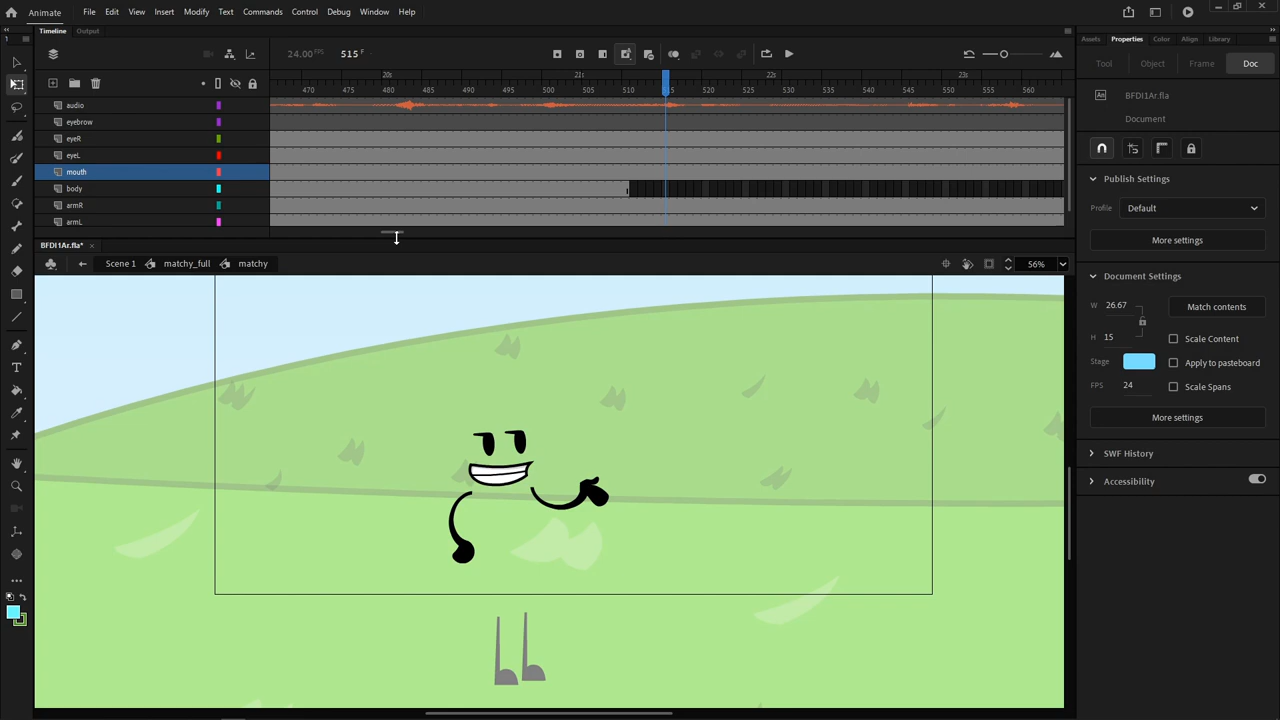 Animate File Edit View Insert Modify Text Commands Control Debug Window Help
Timeline Output
Assets Properties Color Align Library
24.00 FPS 515 F
Tool Object Frame Doc
20s 21s 22s 23s
470 475 480 485 490 495 500 505 510 515 520 525 530 535 540 545 550 555 560
audio
eyebrow
eyeR
eyeL
mouth
body
armR
armL
BFDI1Ar.fla
Document
Publish Settings
Profile Default
More settings
BFDI1Ar.fla*
Scene 1 matchy_full matchy 56%
Document Settings
W 26.67 Match contents
H 15 Scale Content
Stage Apply to pasteboard
FPS 24 Scale Spans
More settings
SWF History
Accessibility